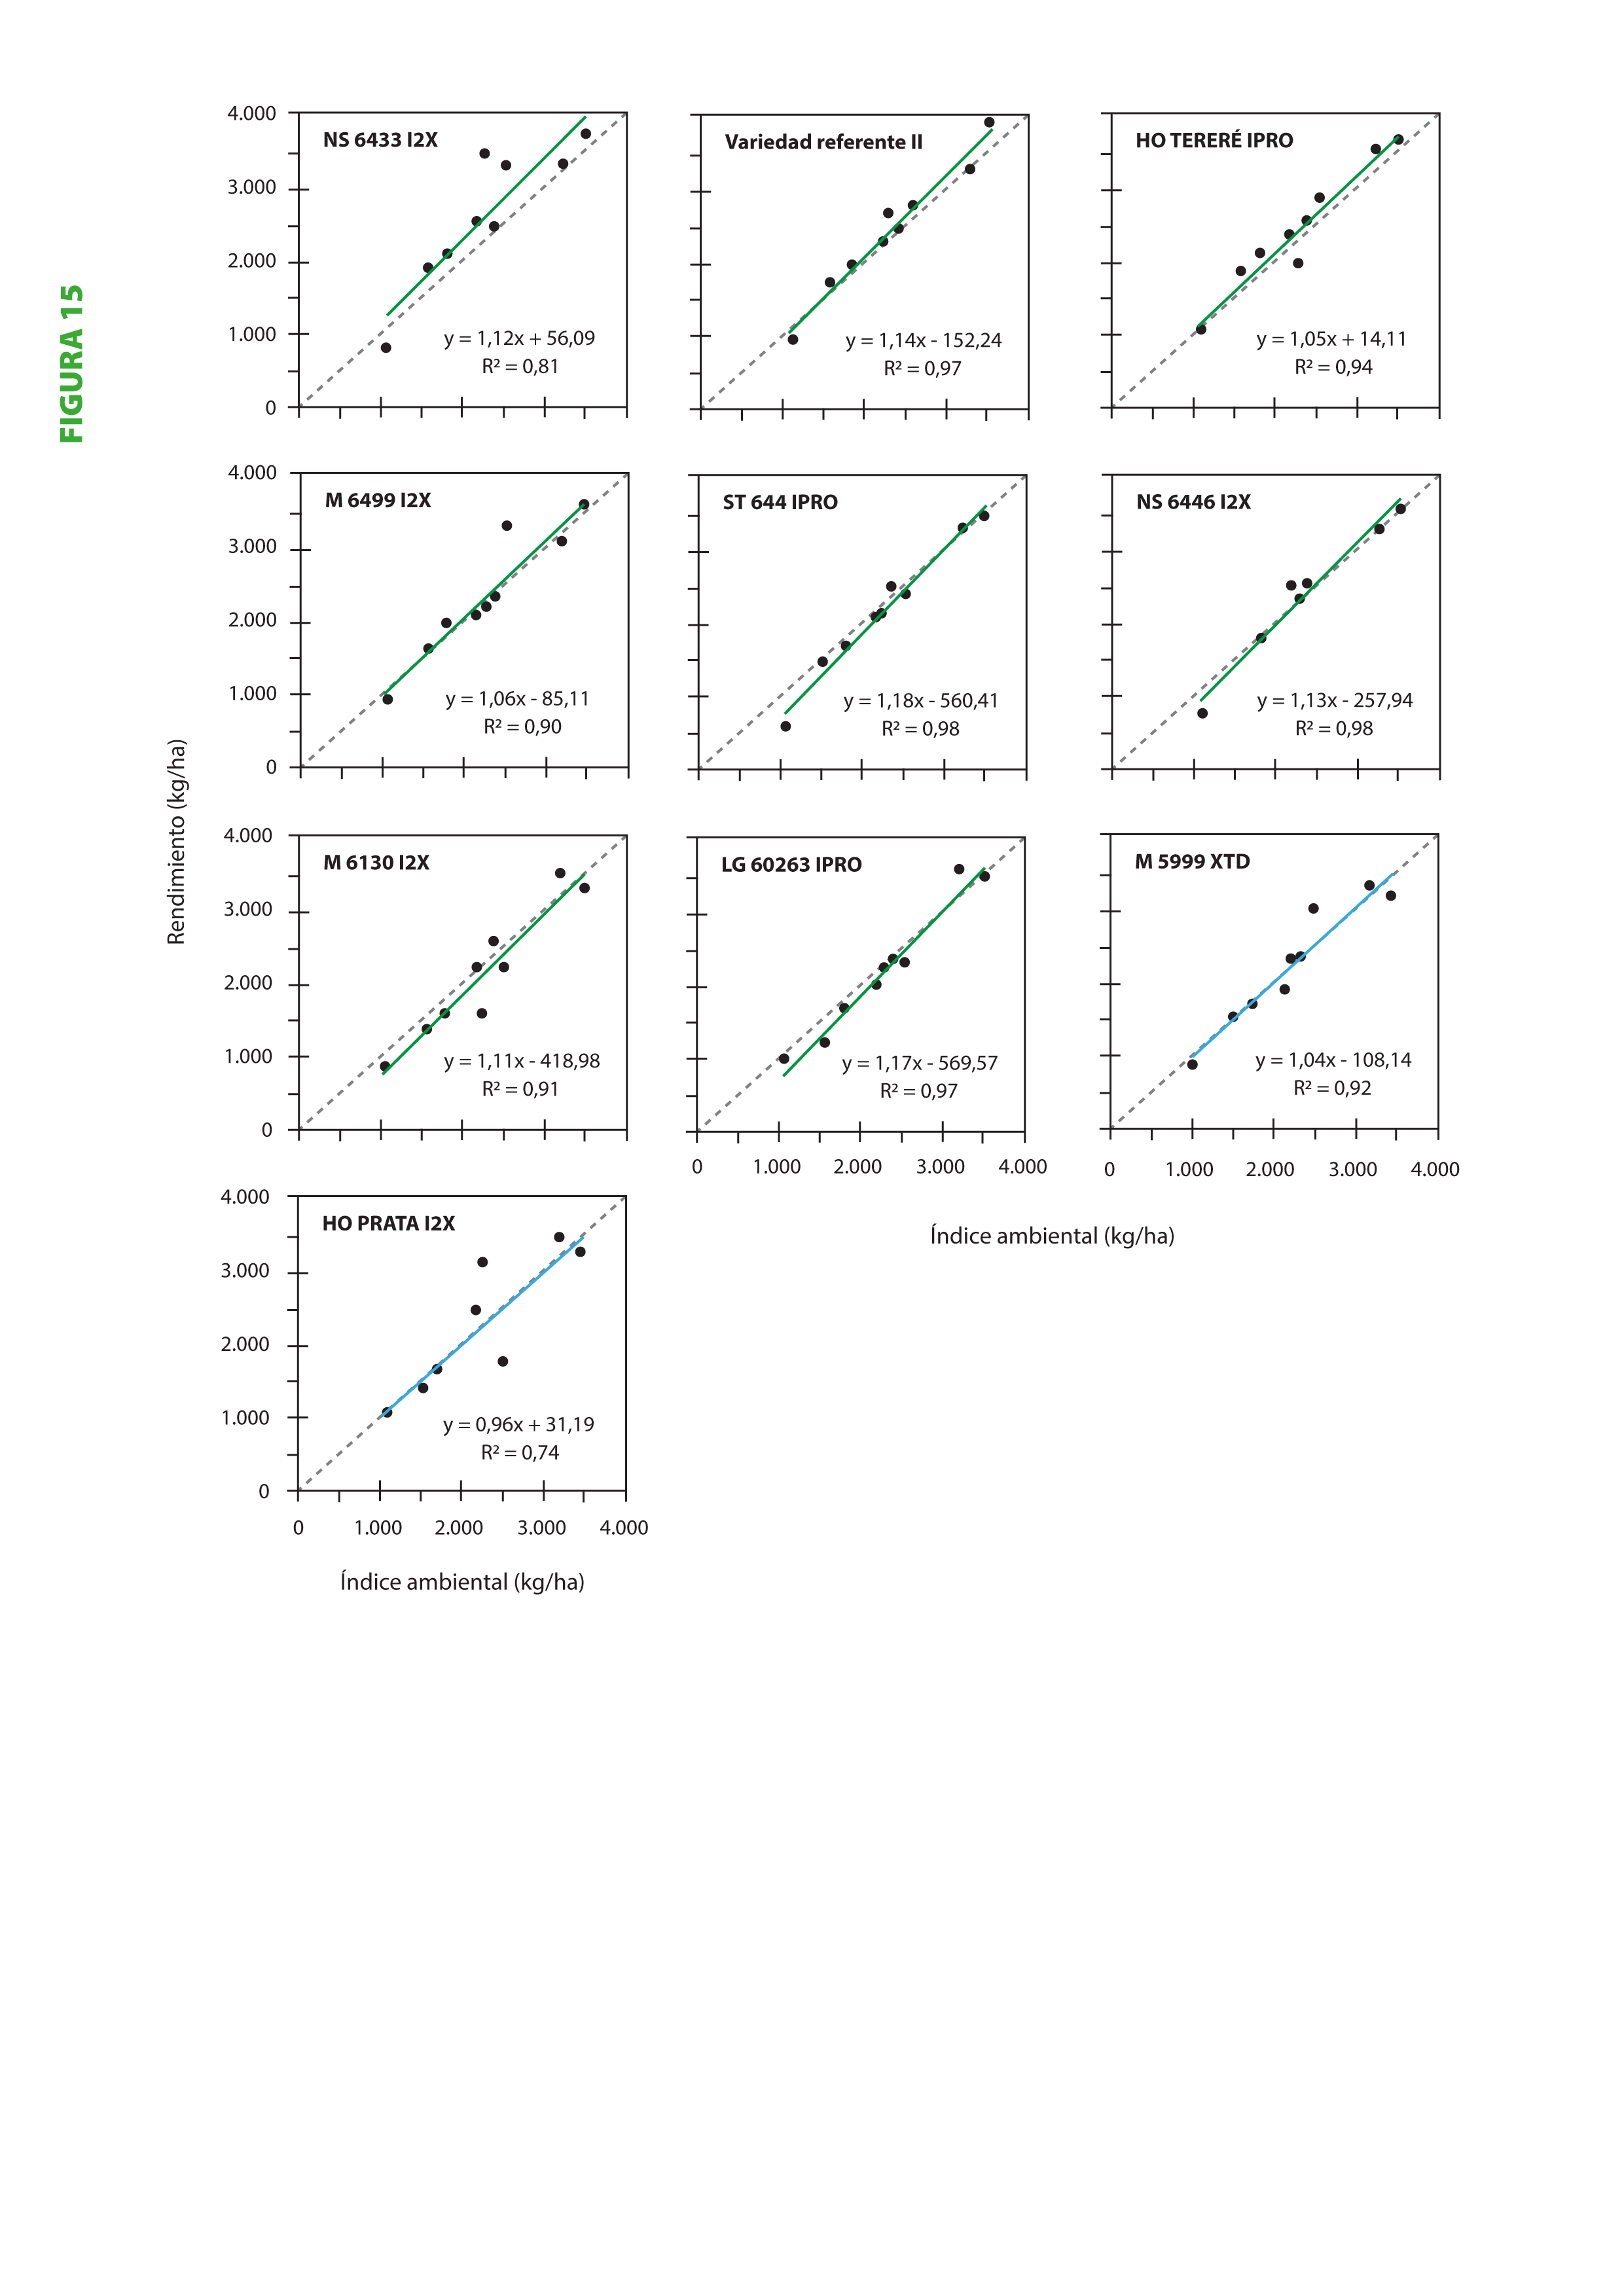 FIGURA 15
4.000
3.000
2.000
1.000
0
NS 6433 I2X
y = 1,12x + 56,09
R² = 0,81
Variedad referente II
y = 1,14x - 152,24
R² = 0,97
HO TERERÉ IPRO
y = 1,05x + 14,11
R² = 0,94
Rendimiento (kg/ha)
4.000
3.000
2.000
1.000
0
M 6499 I2X
y = 1,06x - 85,11
R² = 0,90
ST 644 IPRO
y = 1,18x - 560,41
R² = 0,98
NS 6446 I2X
y = 1,13x - 257,94
R² = 0,98
4.000
3.000
2.000
1.000
0
M 6130 I2X
y = 1,11x - 418,98
R² = 0,91
LG 60263 IPRO
y = 1,17x - 569,57
R² = 0,97
0 1.000 2.000 3.000 4.000
M 5999 XTD
y = 1,04x - 108,14
R² = 0,92
0 1.000 2.000 3.000 4.000
Índice ambiental (kg/ha)
4.000
3.000
2.000
1.000
0
HO PRATA I2X
y = 0,96x + 31,19
R² = 0,74
0 1.000 2.000 3.000 4.000
Índice ambiental (kg/ha)